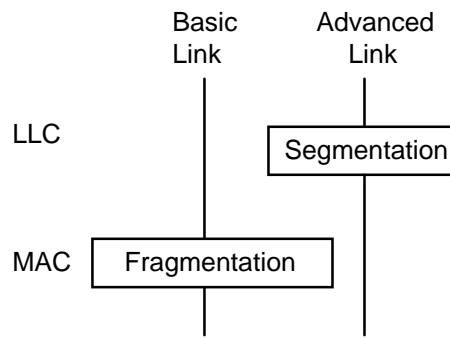 Basic
Link
Advanced
Link
LLC
Segmentation
MAC
Fragmentation